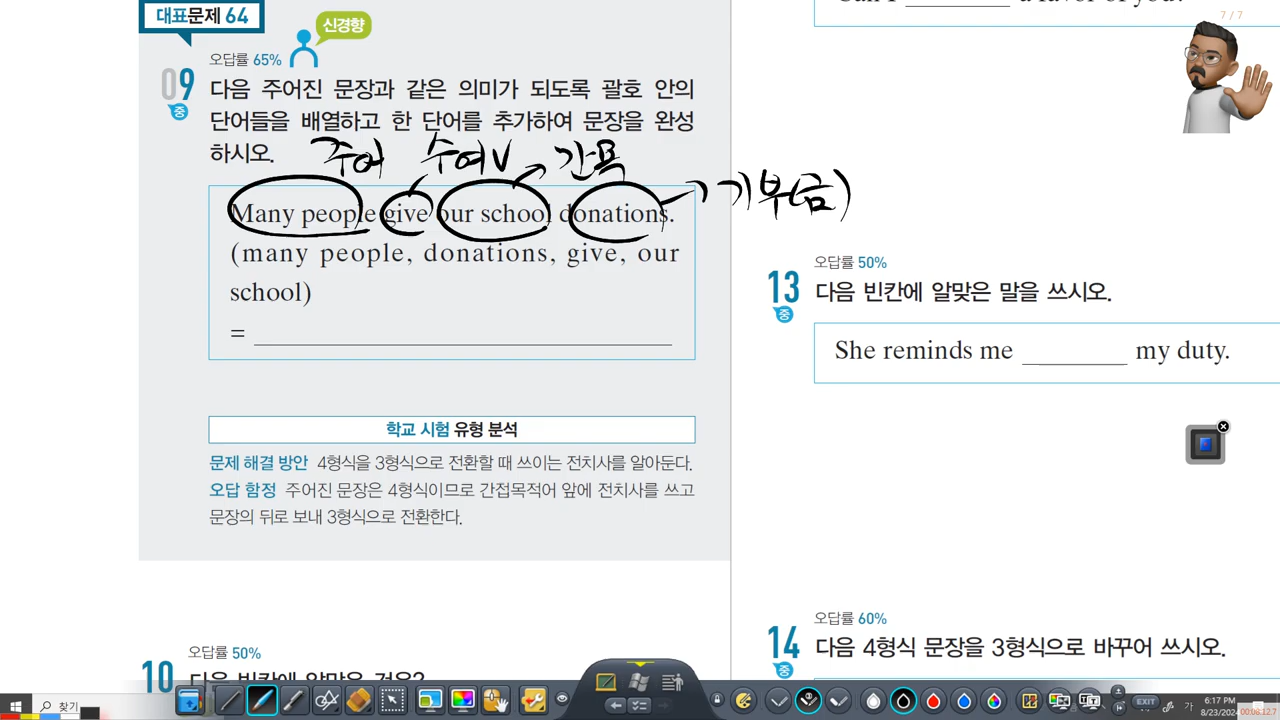 대표문제 64
신경향
오답률 65%
09
중
다음 주어진 문장과 같은 의미가 되도록 괄호 안의
단어들을 배열하고 한 단어를 추가하여 문장을 완성
하시오.
주어 수여V 간목
기부(금)
Many people give our school donations.
(many people, donations, give, our
school)
=
학교 시험 유형 분석
문제 해결 방안 4형식을 3형식으로 전환할 때 쓰이는 전치사를 알아둔다.
오답 함정 주어진 문장은 4형식이므로 간접목적어 앞에 전치사를 쓰고
문장의 뒤로 보내 3형식으로 전환한다.
오답률 50%
10
7 / 7
오답률 50%
13
중
다음 빈칸에 알맞은 말을 쓰시오.
She reminds me ________ my duty.
오답률 60%
14
중
다음 4형식 문장을 3형식으로 바꾸어 쓰시오.
찾기
가
EXIT
6:17 PM